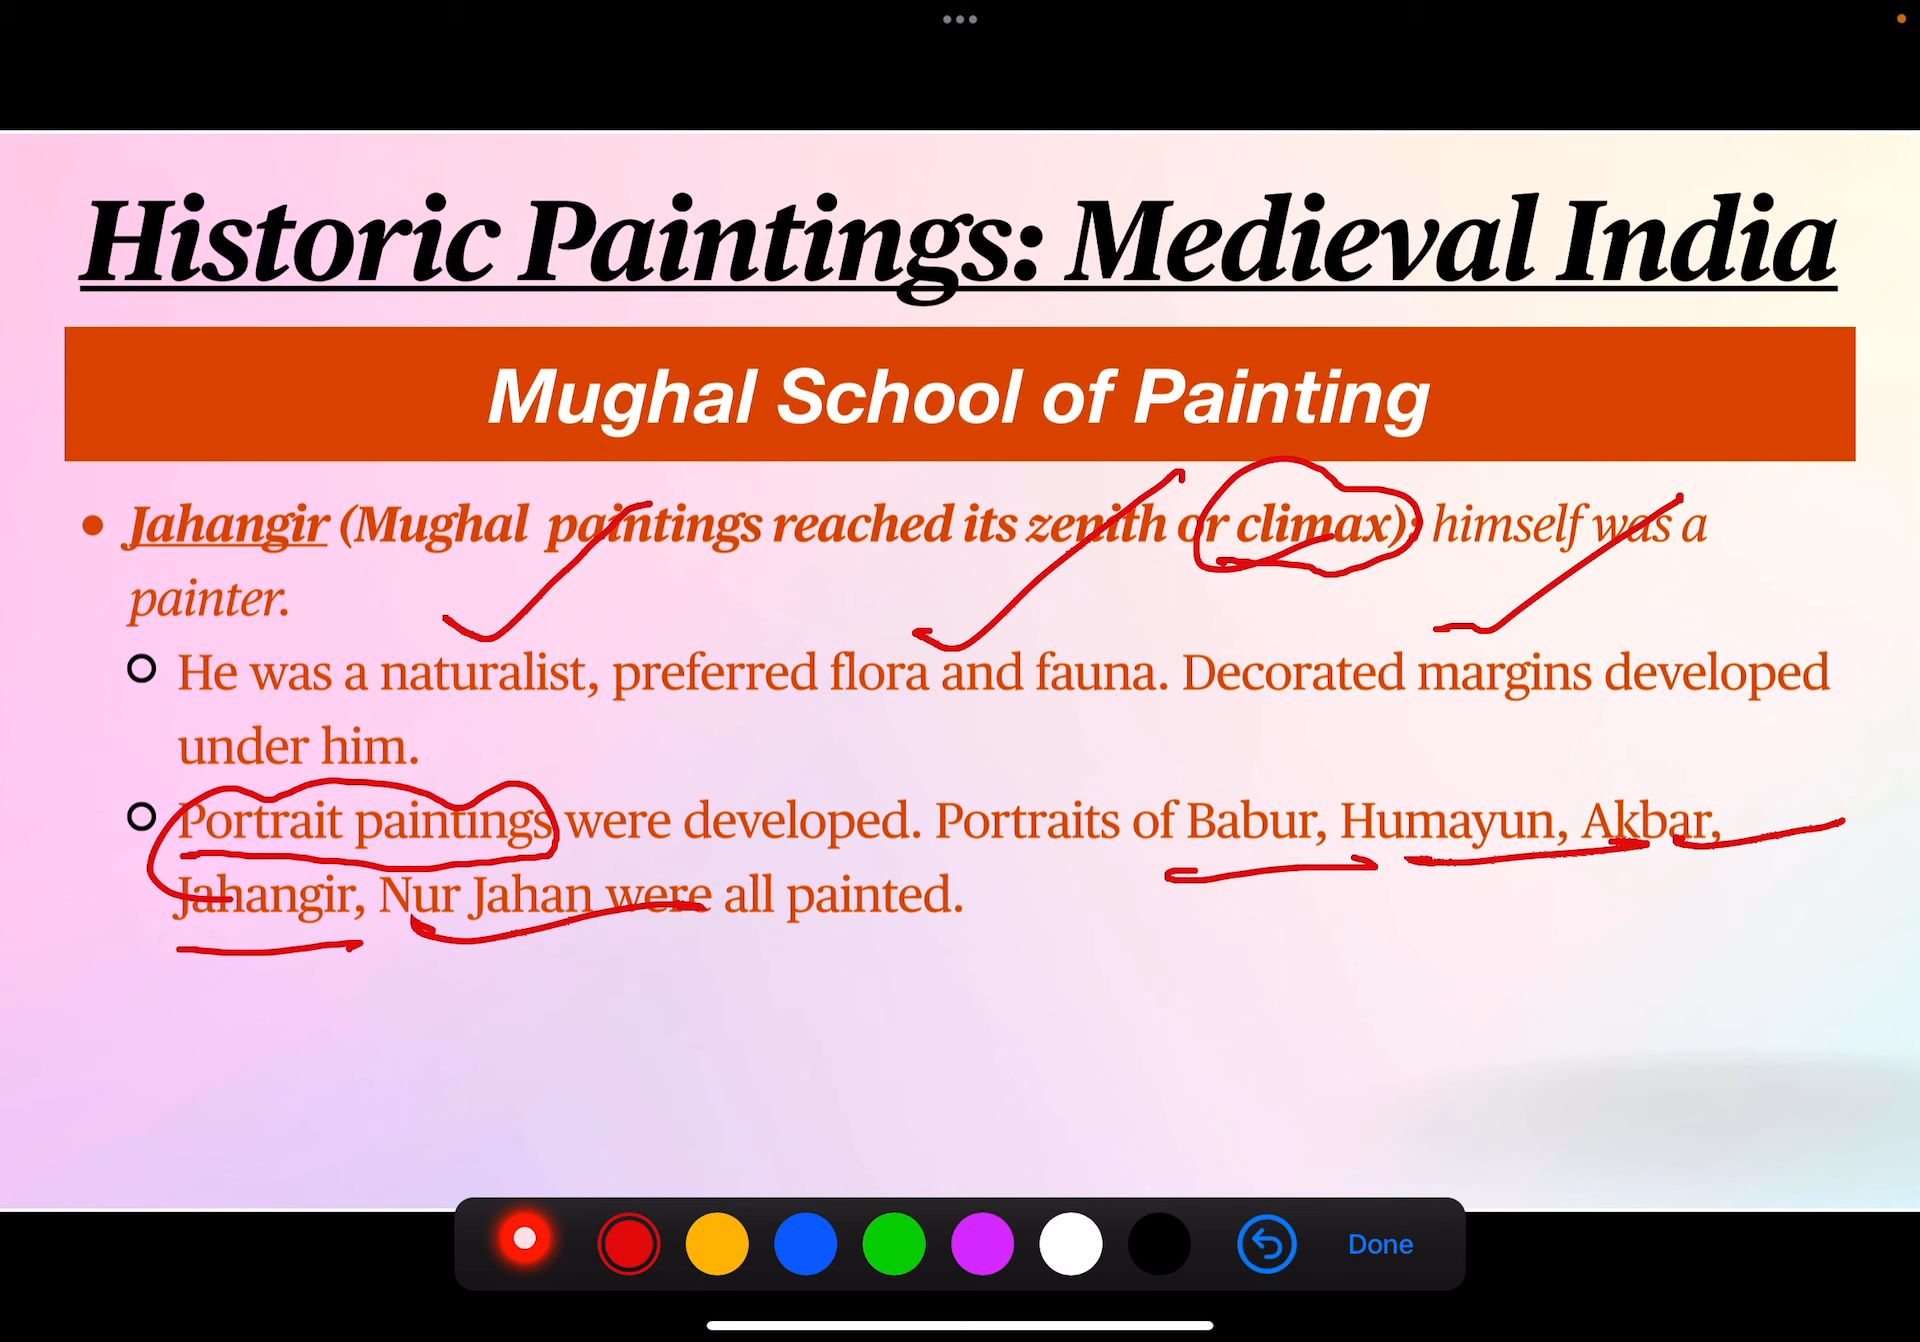 Historic Paintings: Medieval India
Mughal School of Painting
Jahangir (Mughal paintings reached its zenith or climax): himself was a
painter.
He was a naturalist, preferred flora and fauna. Decorated margins developed
under him.
Portrait paintings were developed. Portraits of Babur, Humayun, Akbar,
Jahangir, Nur Jahan were all painted.
Done